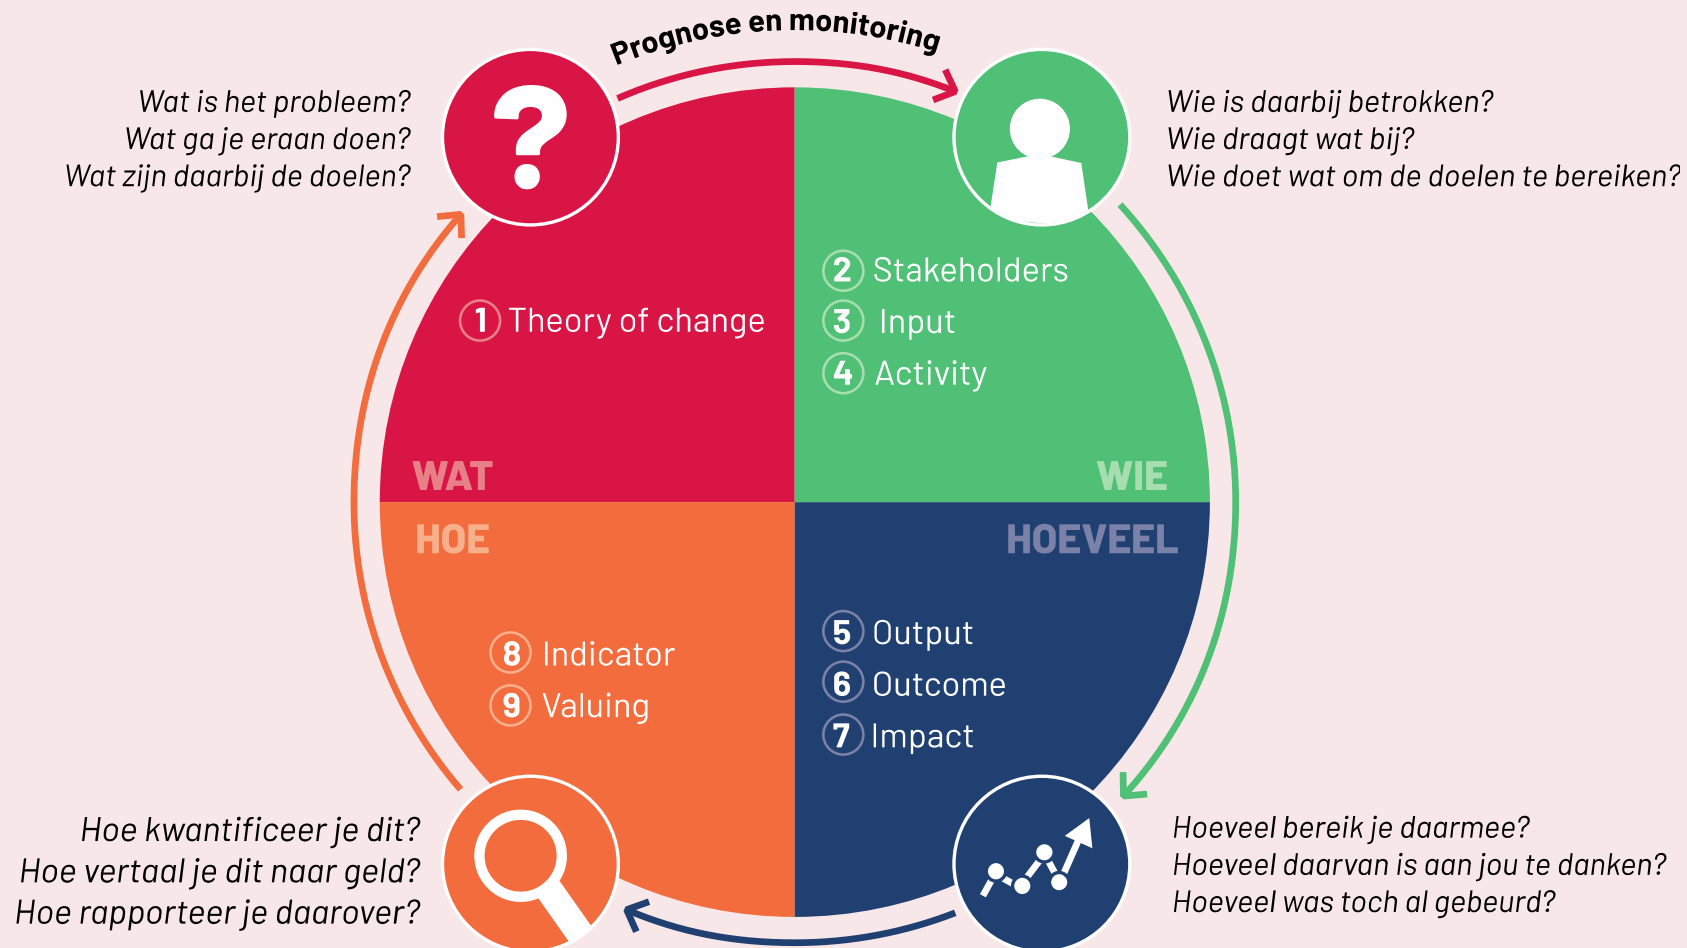 Prognose en monitoring
Wat is het probleem?
Wat ga je eraan doen?
Wat zijn daarbij de doelen?
Wie is daarbij betrokken?
Wie draagt wat bij?
Wie doet wat om de doelen te bereiken?
1 Theory of change
WAT
2 Stakeholders
3 Input
4 Activity
WIE
HOE
8 Indicator
9 Valuing
HOEVEEL
5 Output
6 Outcome
7 Impact
Hoe kwantificeer je dit?
Hoe vertaal je dit naar geld?
Hoe rapporteer je daarover?
Hoeveel bereik je daarmee?
Hoeveel daarvan is aan jou te danken?
Hoeveel was toch al gebeurd?